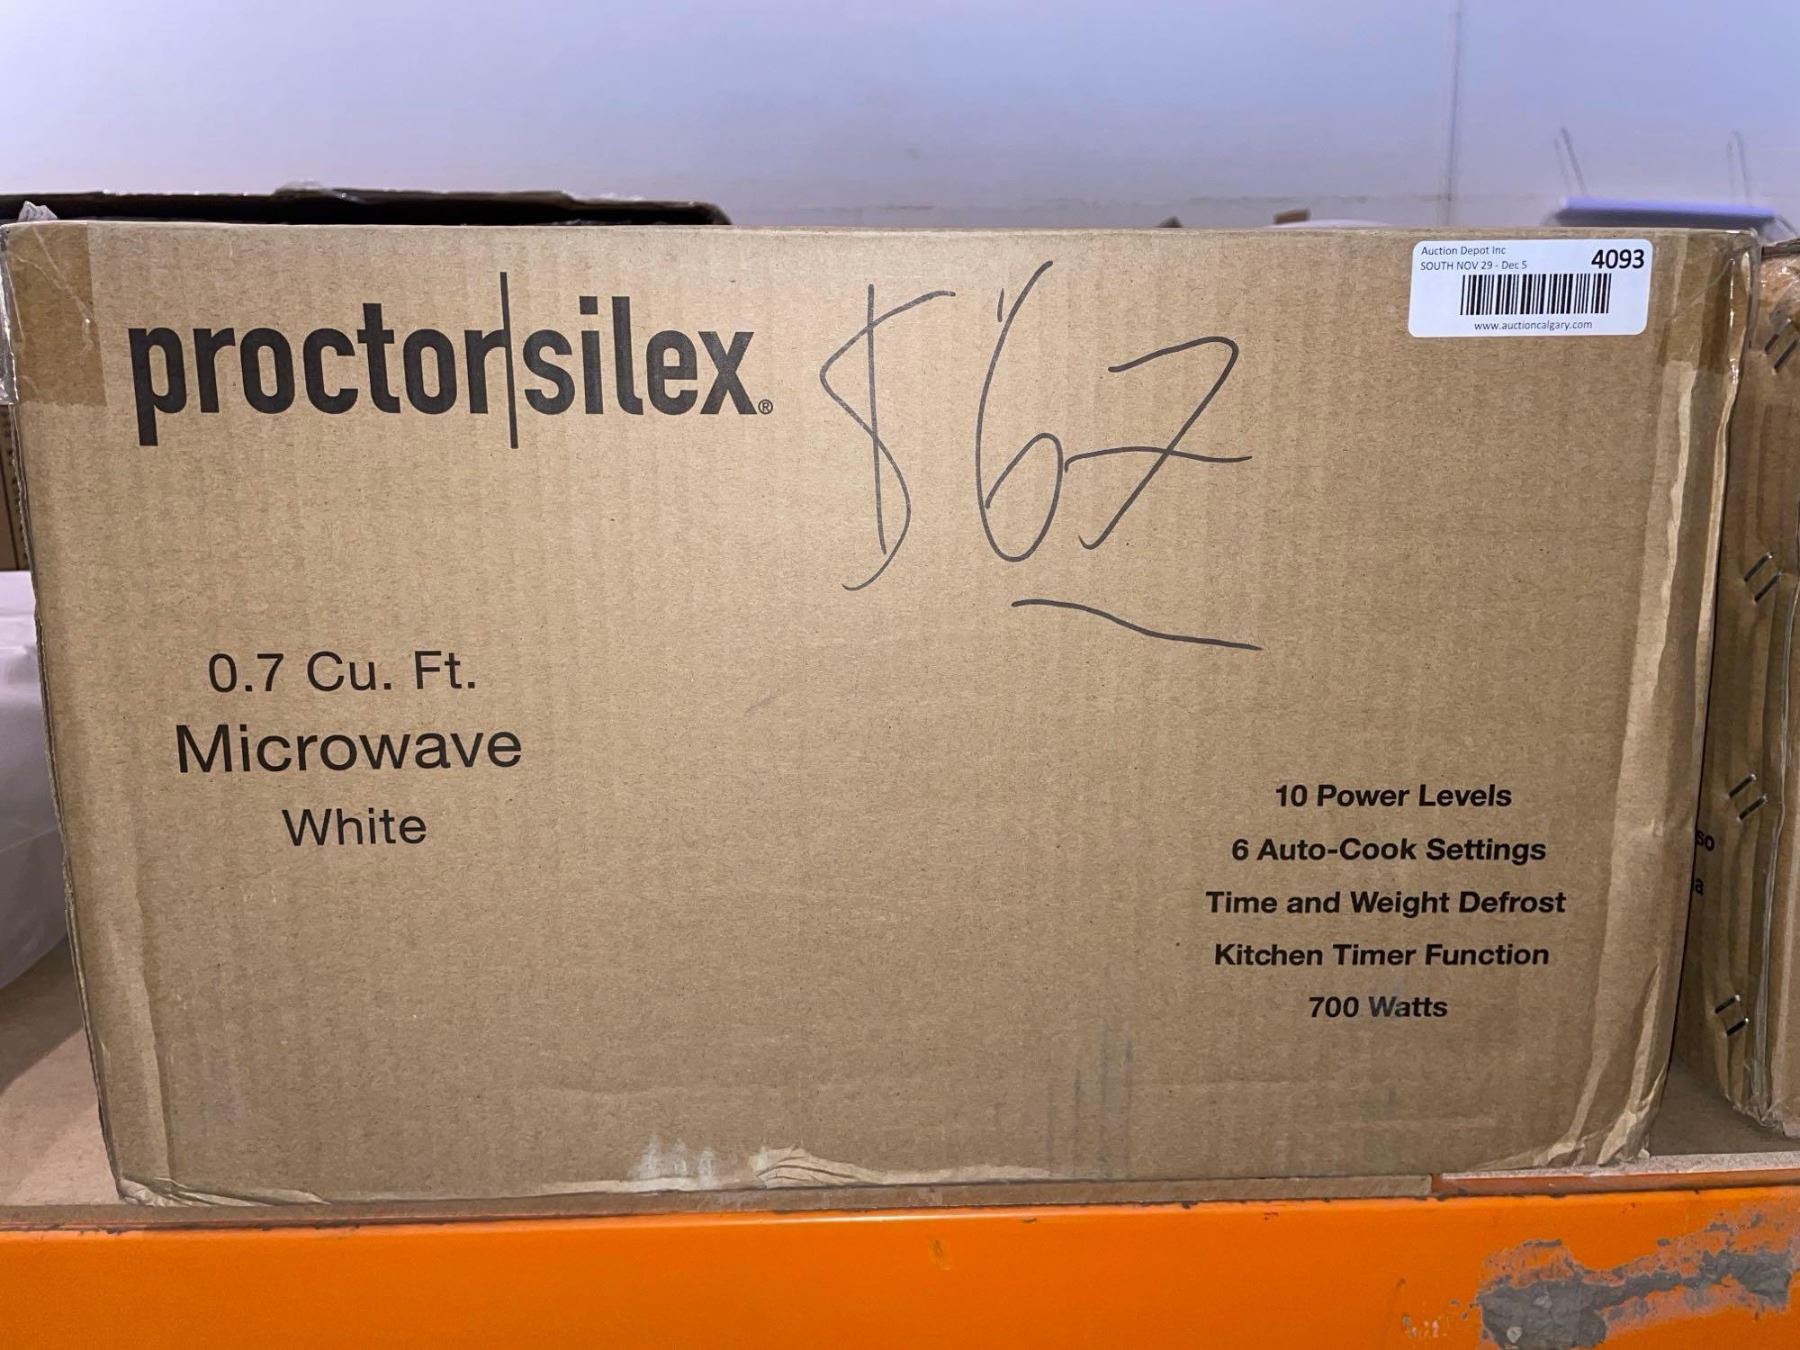 proctor|silex®
$67
Auction Depot Inc
4093
SOUTH NOV 29 - Dec 5
www.auctioncalgary.com
0.7 Cu. Ft.
Microwave
White
10 Power Levels
6 Auto-Cook Settings
Time and Weight Defrost
Kitchen Timer Function
700 Watts
so
a